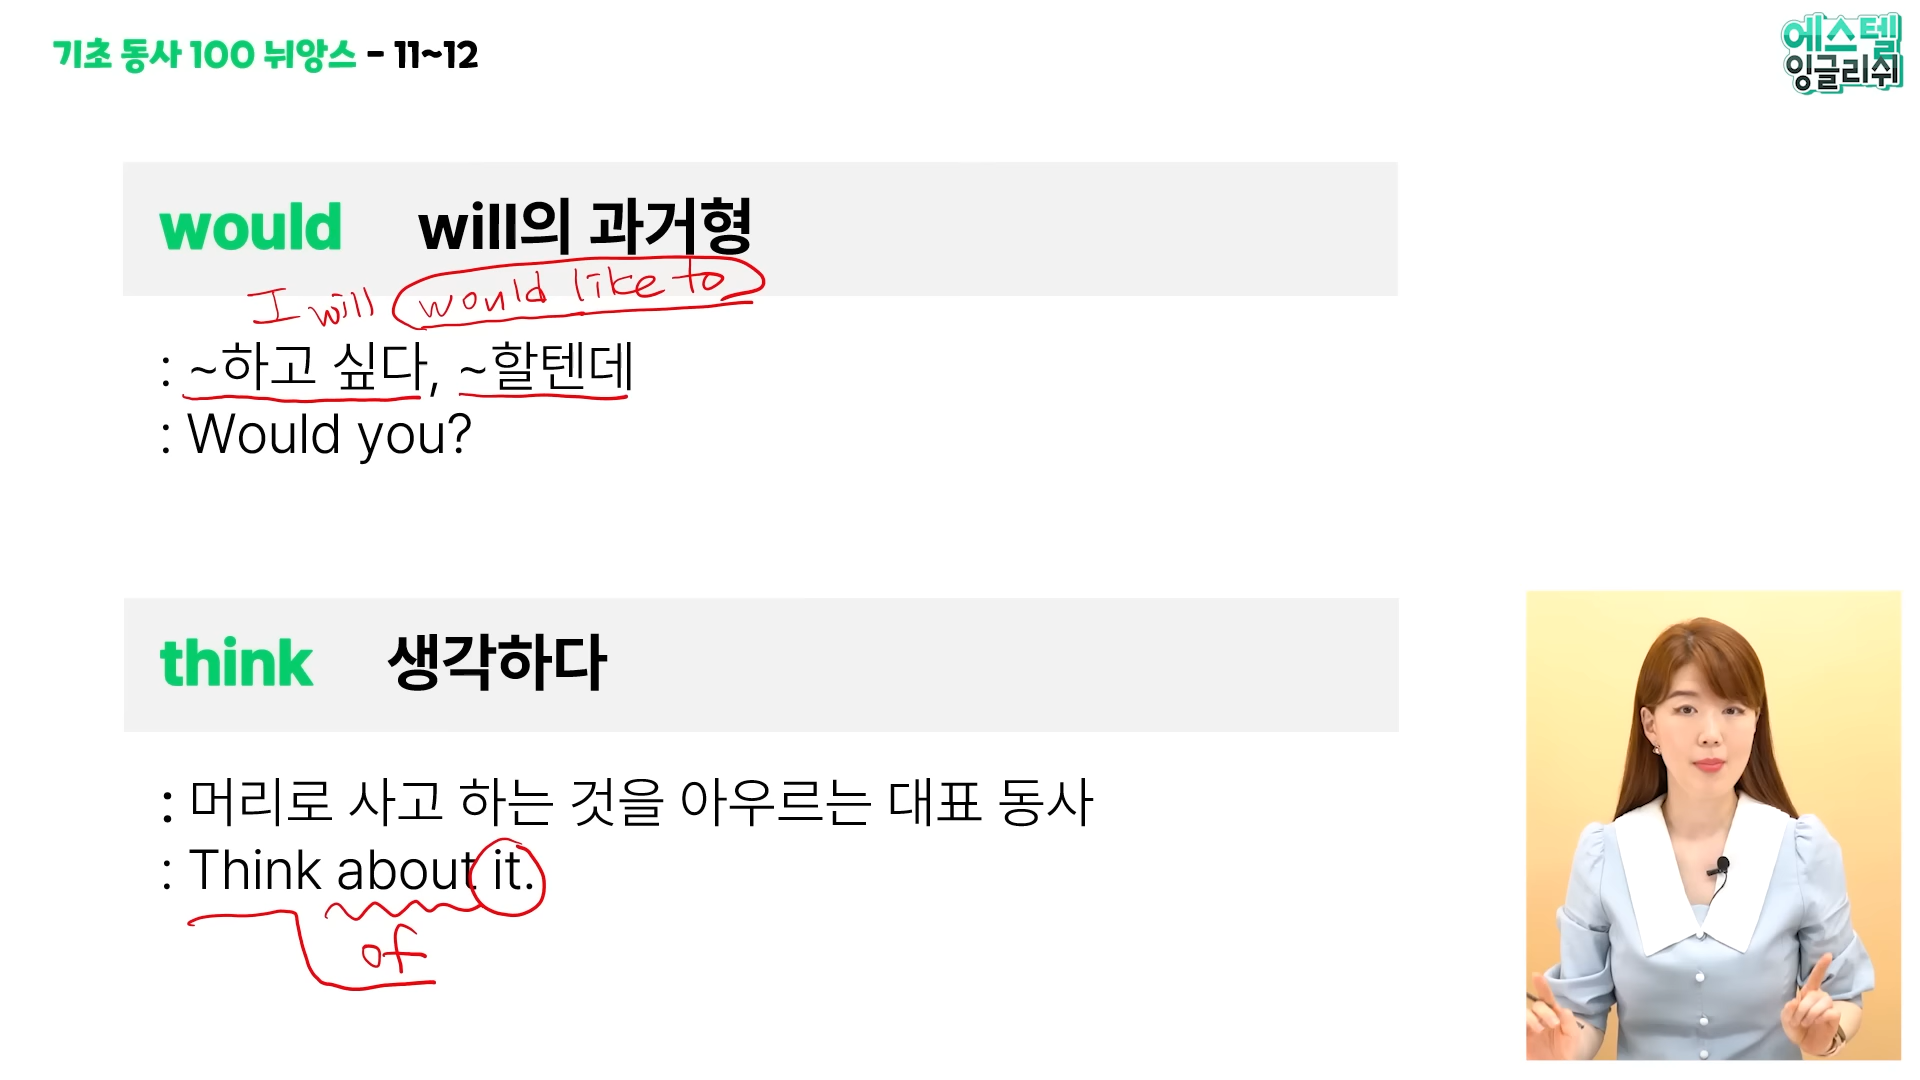 기초 동사 100 뉘앙스 - 11~12
에스텔
잉글리쉬
would will의 과거형
I will would like to
: ~하고 싶다, ~할텐데
: Would you?
think 생각하다
: 머리로 사고 하는 것을 아우르는 대표 동사
: Think about it.
of